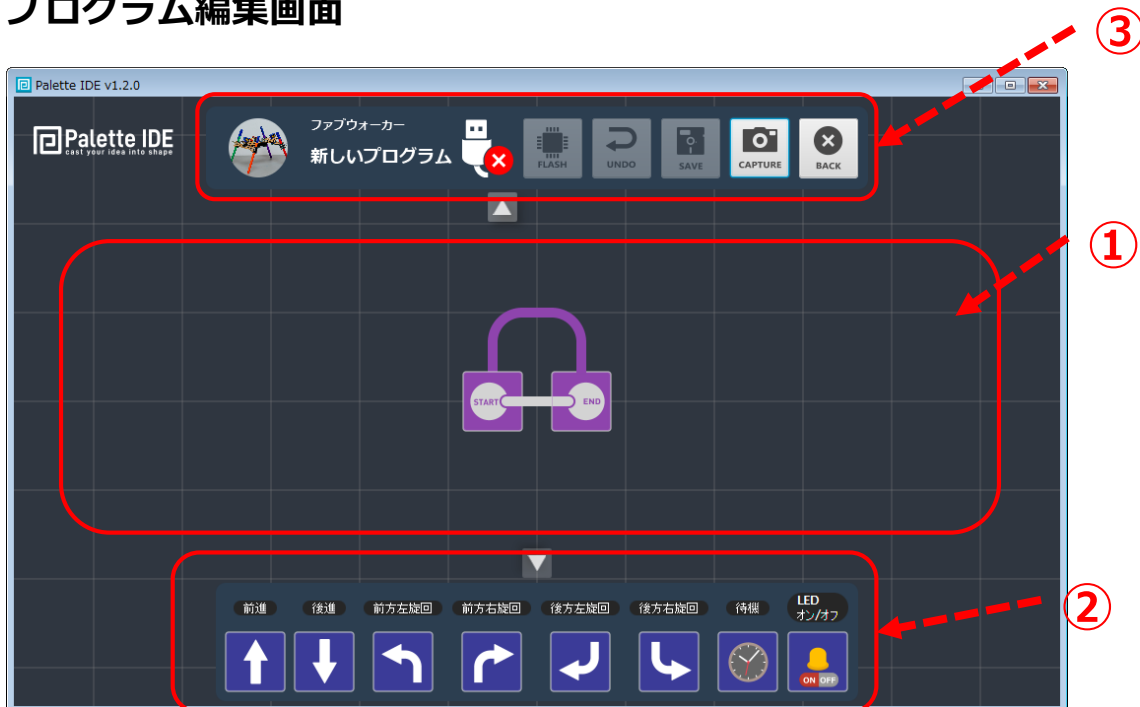 プログラム編集画面
③
Palette IDE v1.2.0
Palette IDE
cast your idea into shape
ファブウォーカー
新しいプログラム
FLASH
UNDO
SAVE
CAPTURE
BACK
①
START
END
②
前進
後進
前方左旋回
前方右旋回
後方左旋回
後方右旋回
待機
LED
オン/オフ
ON OFF